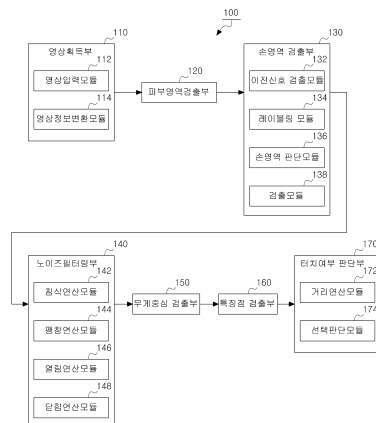 100
110
영상획득부
112
영상입력모듈
114
영상정보변환모듈
120
피부영역검출부
130
손영역 검출부
132
이진신호 검출모듈
134
레이블링 모듈
136
손영역 판단모듈
138
검출모듈
140
노이즈필터링부
142
침식연산모듈
144
팽창연산모듈
146
열림연산모듈
148
닫힘연산모듈
150
무게중심 검출부
160
특징점 검출부
170
터치여부 판단부
172
거리연산모듈
174
선택판단모듈